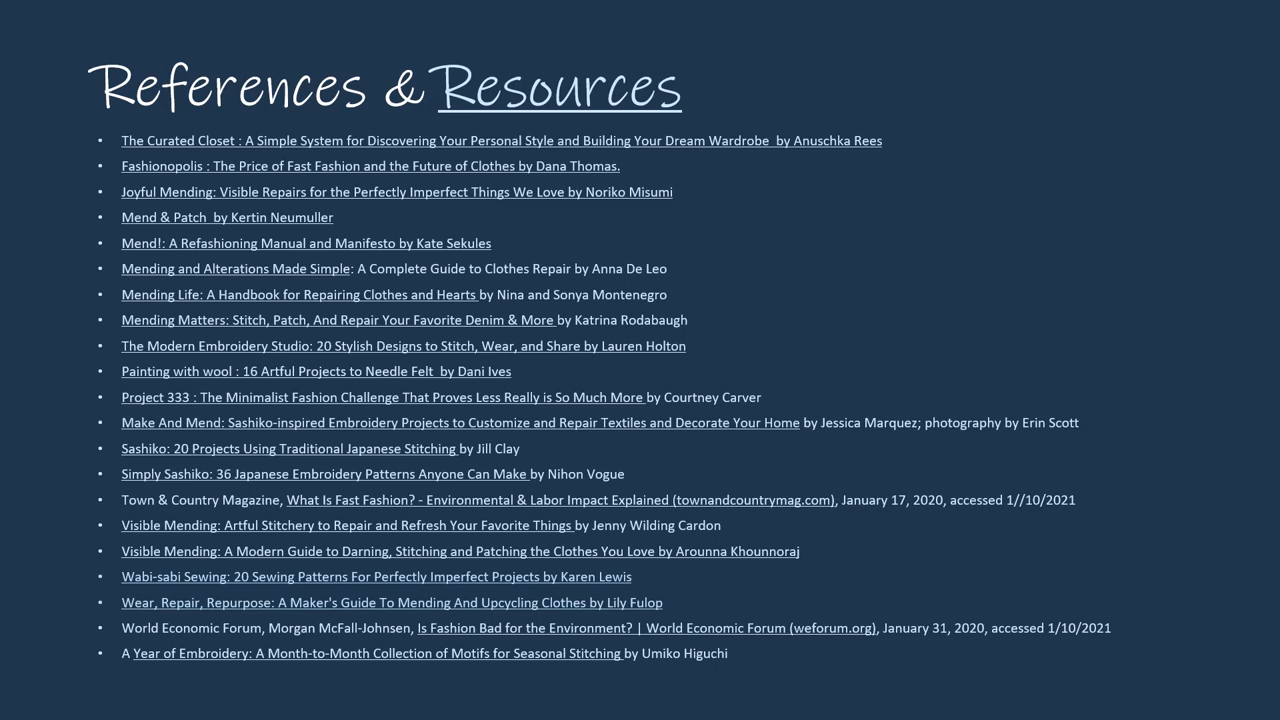 References & Resources
• The Curated Closet : A Simple System for Discovering Your Personal Style and Building Your Dream Wardrobe  by Anuschka Rees
• Fashionopolis : The Price of Fast Fashion and the Future of Clothes by Dana Thomas.
• Joyful Mending: Visible Repairs for the Perfectly Imperfect Things We Love by Noriko Misumi
• Mend & Patch  by Kertin Neumuller
• Mend!: A Refashioning Manual and Manifesto by Kate Sekules
• Mending and Alterations Made Simple: A Complete Guide to Clothes Repair by Anna De Leo
• Mending Life: A Handbook for Repairing Clothes and Hearts by Nina and Sonya Montenegro
• Mending Matters: Stitch, Patch, And Repair Your Favorite Denim & More by Katrina Rodabaugh
• The Modern Embroidery Studio: 20 Stylish Designs to Stitch, Wear, and Share by Lauren Holton
• Painting with wool : 16 Artful Projects to Needle Felt  by Dani Ives
• Project 333 : The Minimalist Fashion Challenge That Proves Less Really is So Much More by Courtney Carver
• Make And Mend: Sashiko-inspired Embroidery Projects to Customize and Repair Textiles and Decorate Your Home by Jessica Marquez; photography by Erin Scott
• Sashiko: 20 Projects Using Traditional Japanese Stitching by Jill Clay
• Simply Sashiko: 36 Japanese Embroidery Patterns Anyone Can Make by Nihon Vogue
• Town & Country Magazine, What Is Fast Fashion? - Environmental & Labor Impact Explained (townandcountrymag.com), January 17, 2020, accessed 1//10/2021
• Visible Mending: Artful Stitchery to Repair and Refresh Your Favorite Things by Jenny Wilding Cardon
• Visible Mending: A Modern Guide to Darning, Stitching and Patching the Clothes You Love by Arounna Khounnoraj
• Wabi-sabi Sewing: 20 Sewing Patterns For Perfectly Imperfect Projects by Karen Lewis
• Wear, Repair, Repurpose: A Maker's Guide To Mending And Upcycling Clothes by Lily Fulop
• World Economic Forum, Morgan McFall-Johnsen, Is Fashion Bad for the Environment? | World Economic Forum (weforum.org), January 31, 2020, accessed 1/10/2021
• A Year of Embroidery: A Month-to-Month Collection of Motifs for Seasonal Stitching by Umiko Higuchi